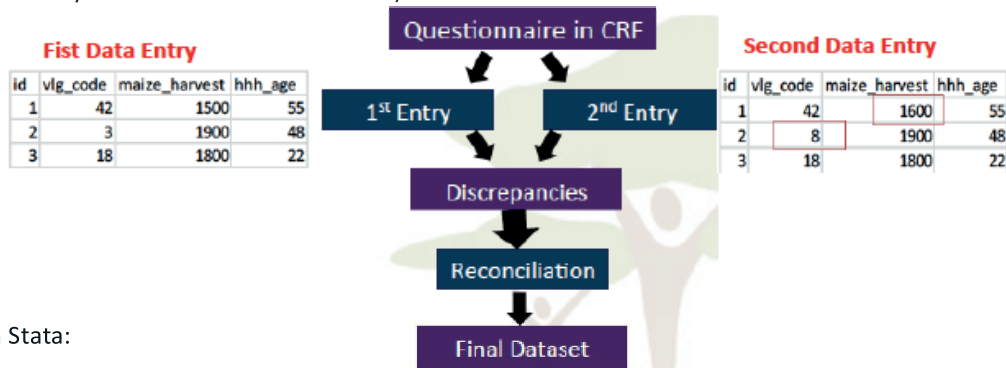 Questionnaire in CRF
Fist Data Entry
id vlg_code maize_harvest hhh_age
1 42 1500 55
2 3 1900 48
3 18 1800 22
1st Entry
2nd Entry
Second Data Entry
id vlg_code maize_harvest hhh_age
1 42 1600 55
2 8 1900 48
3 18 1800 22
Discrepancies
Reconciliation
Final Dataset
Stata: